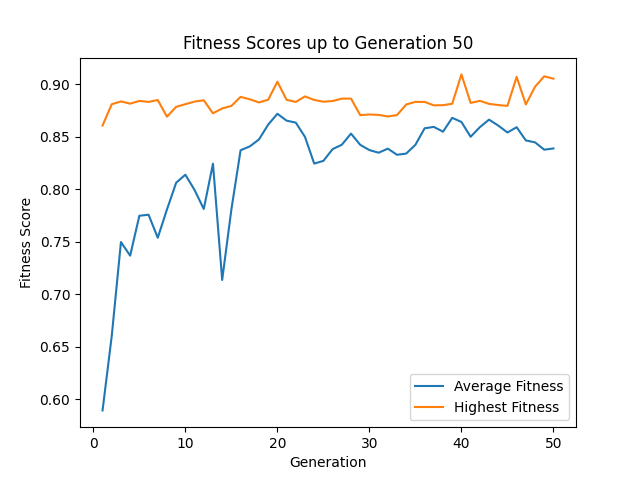 Fitness Scores up to Generation 50
0.90
0.85
0.80
0.75
0.70
0.65
0.60
Fitness Score
Average Fitness
Highest Fitness
0 10 20 30 40 50
Generation